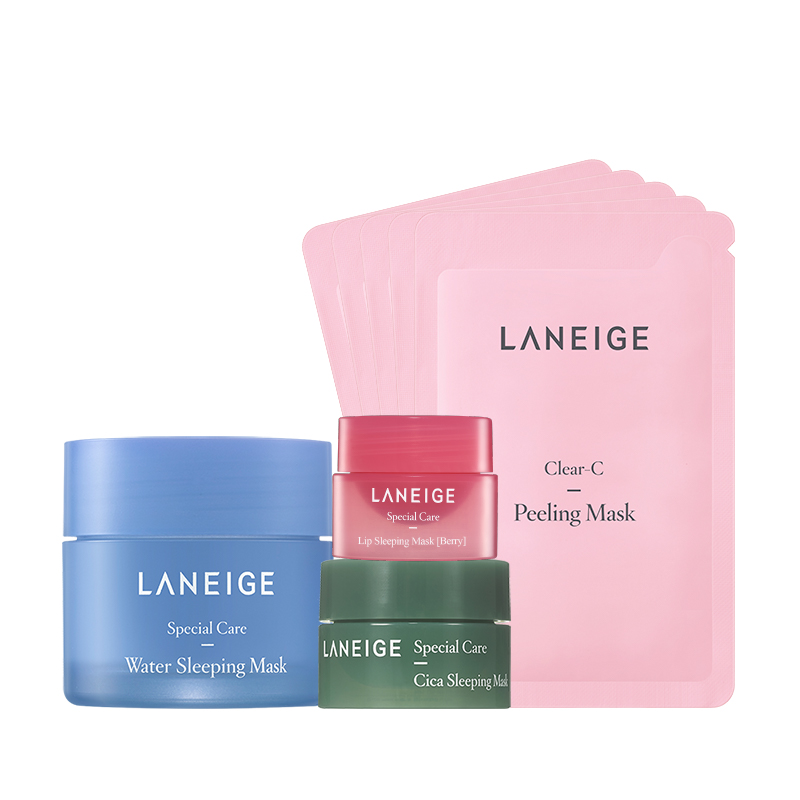 LANEIGE
Clear-C
Peeling Mask
LANEIGE
Special Care
Lip Sleeping Mask [Berry]
LANEIGE
Special Care
Water Sleeping Mask
LANEIGE
Special Care
Cica Sleeping Mask